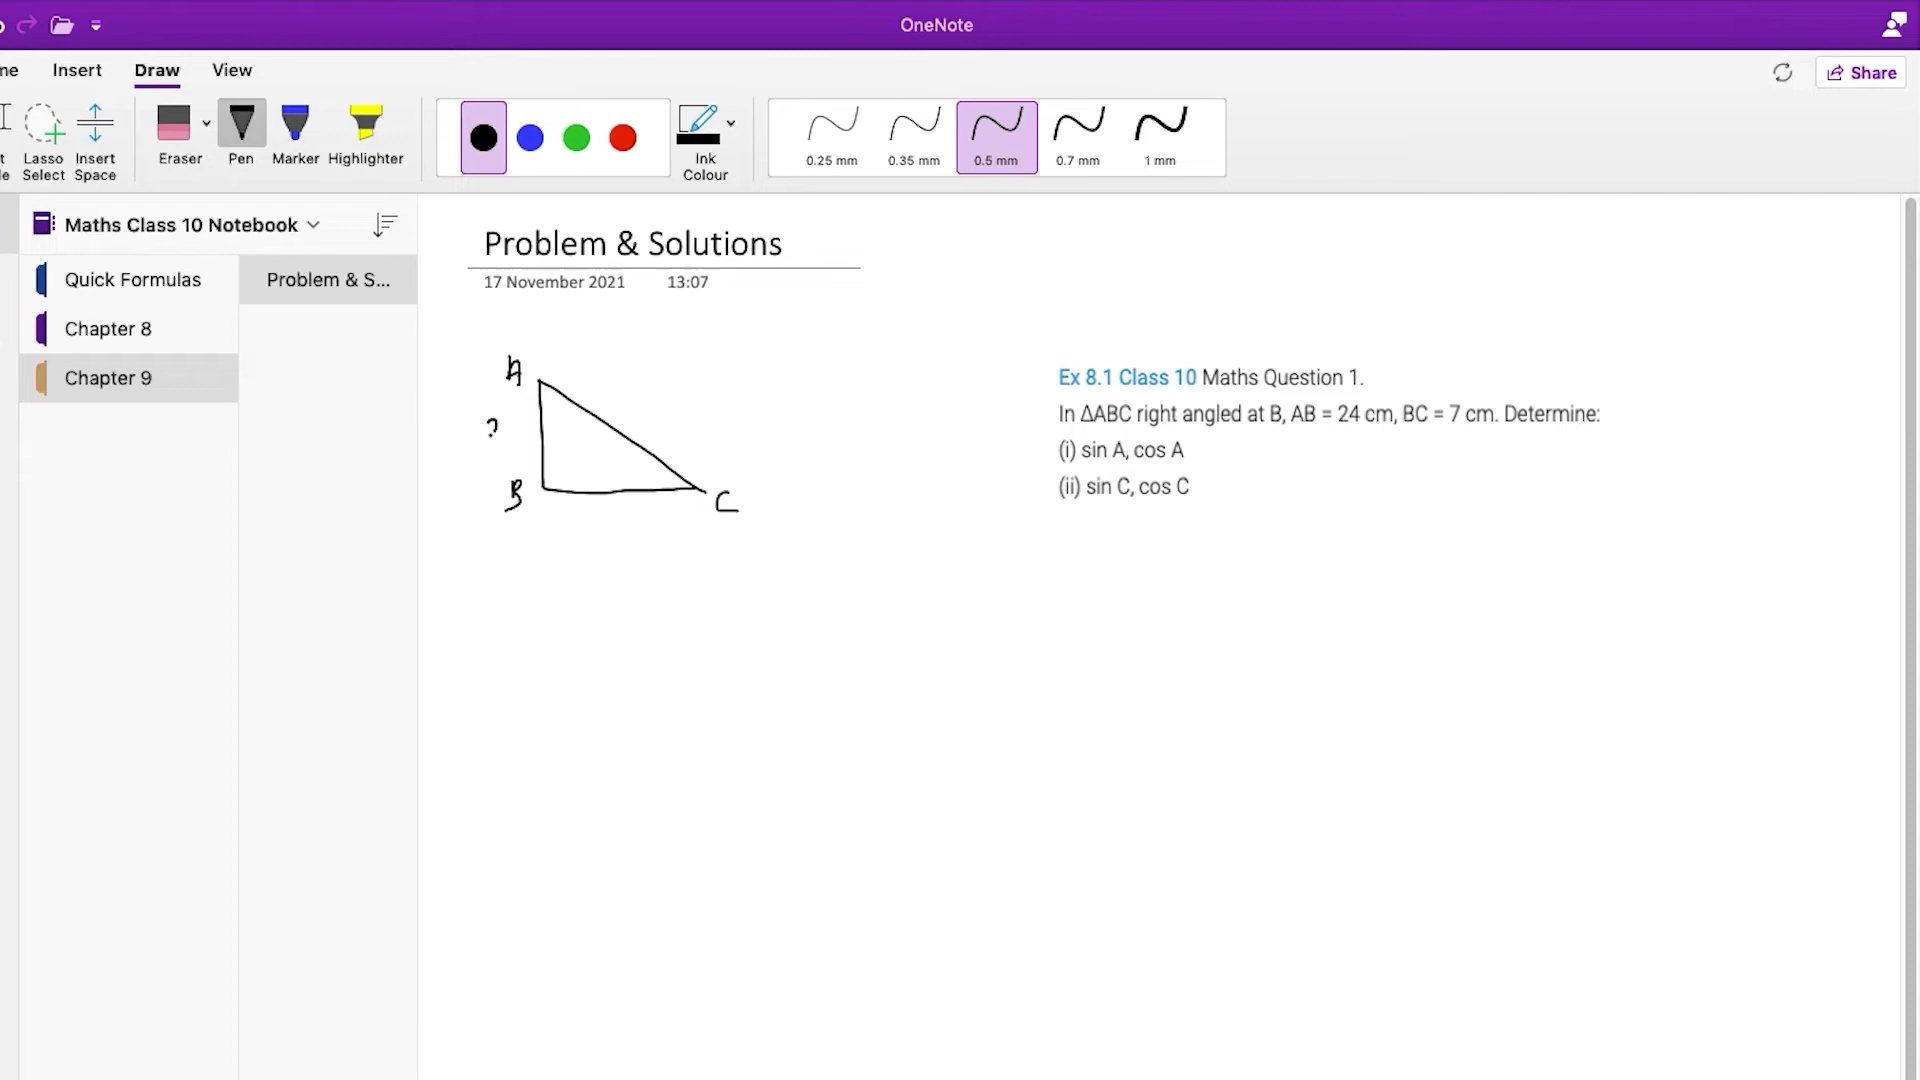 OneNote
Insert Draw View
Share
Lasso Select
Insert Space
Eraser
Pen
Marker
Highlighter
Ink Colour
0.25 mm
0.35 mm
0.5 mm
0.7 mm
1 mm
Maths Class 10 Notebook
Quick Formulas
Chapter 8
Chapter 9
Problem & S...
Problem & Solutions
17 November 2021 13:07
A
?
B
C
Ex 8.1 Class 10 Maths Question 1.
In ΔABC right angled at B, AB = 24 cm, BC = 7 cm. Determine:
(i) sin A, cos A
(ii) sin C, cos C